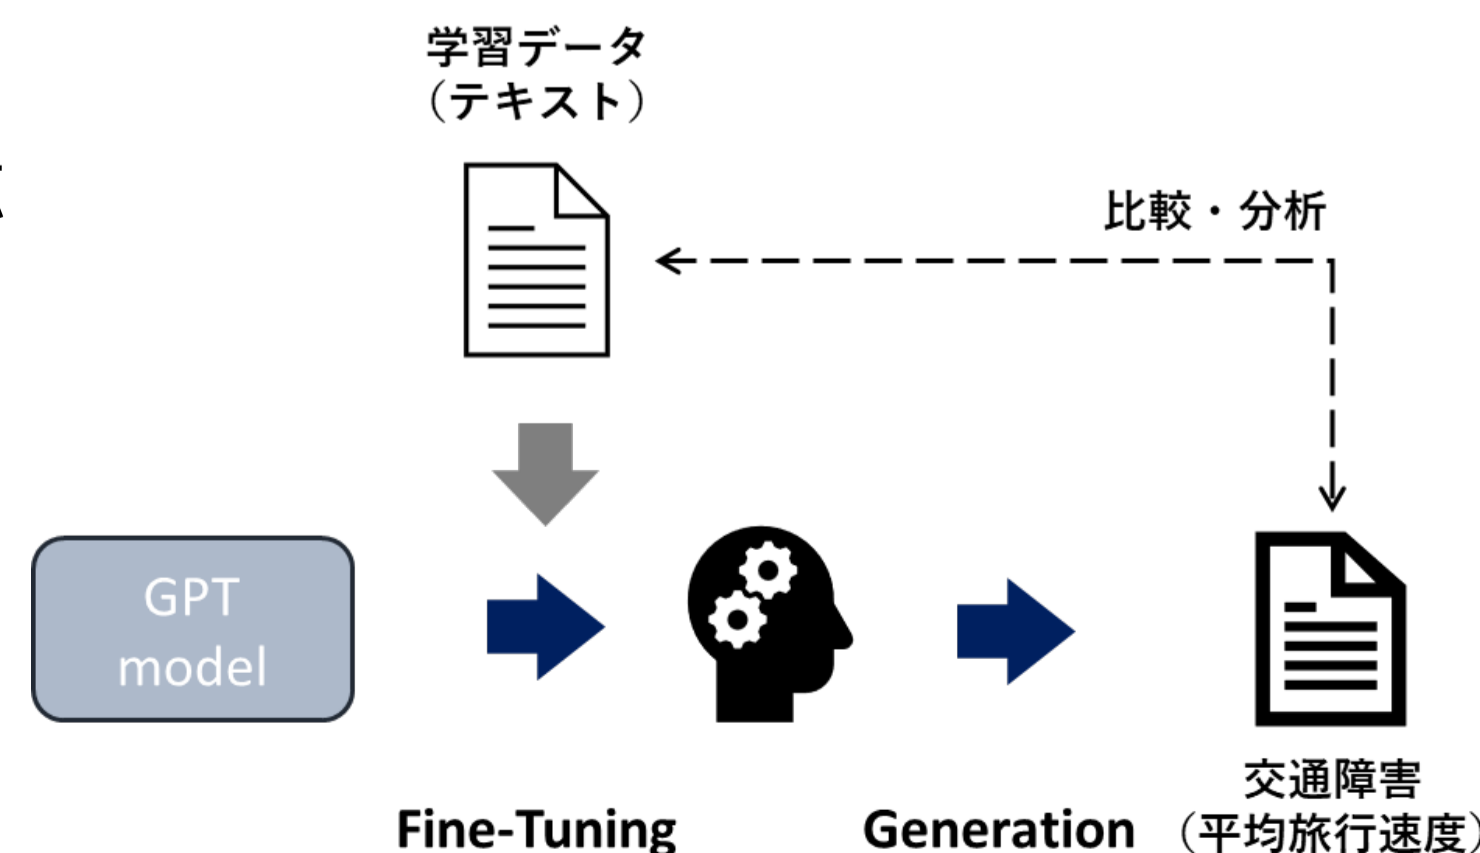 学習データ
（テキスト）
比較・分析
GPT
model
Fine-Tuning
Generation
交通障害
（平均旅行速度）